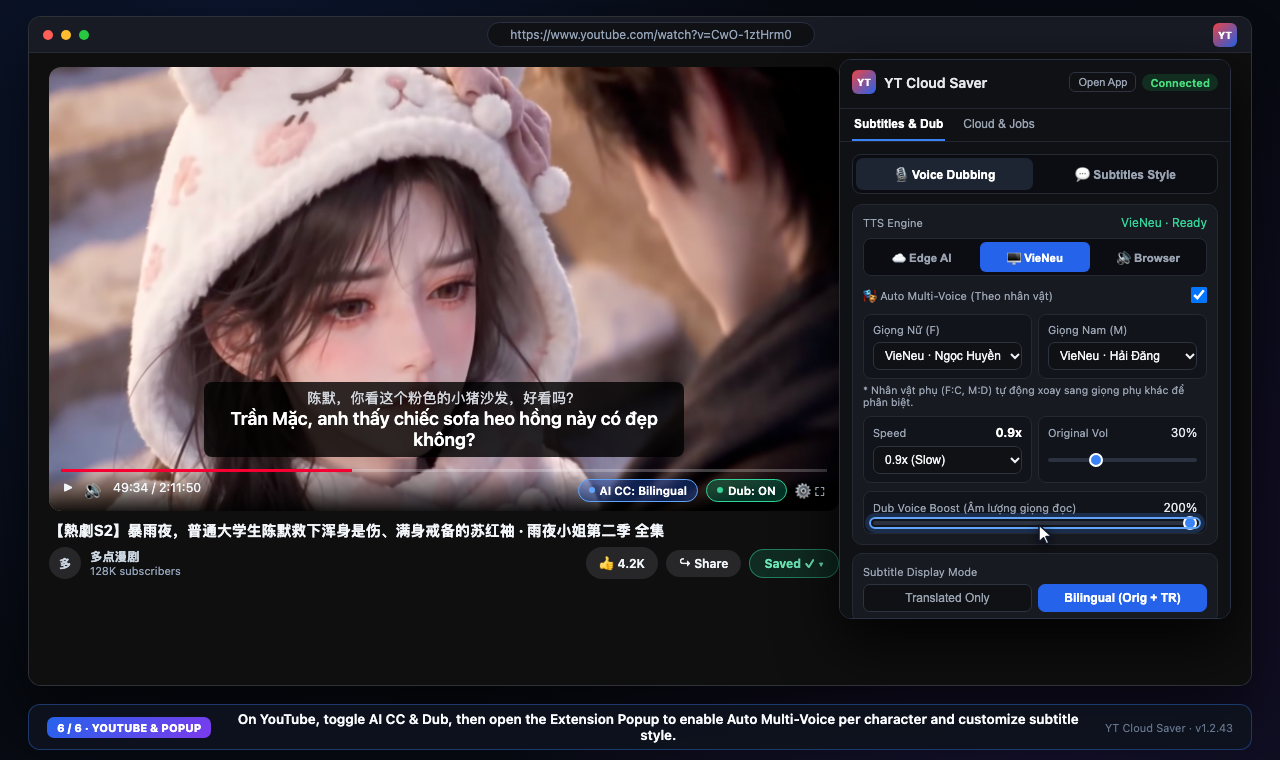 https://www.youtube.com/watch?v=CwO-1ztHrm0
YT
YT
YT Cloud Saver
Open App
Connected
Subtitles & Dub
Cloud & Jobs
Voice Dubbing
Subtitles Style
TTS Engine
VieNeu · Ready
Edge AI
VieNeu
Browser
Auto Multi-Voice (Theo nhân vật)
Giọng Nữ (F)
Giọng Nam (M)
VieNeu · Ngọc Huyền
VieNeu · Hải Đăng
* Nhân vật phụ (F:C, M:D) tự động xoay sang giọng phụ khác để
phân biệt.
Speed
0.9x
Original Vol
30%
0.9x (Slow)
Dub Voice Boost (Âm lượng giọng đọc)
200%
Subtitle Display Mode
Translated Only
Bilingual (Orig + TR)
陈默，你看这个粉色的小猪沙发，好看吗？
Trần Mặc, anh thấy chiếc sofa heo hồng này có đẹp
không?
49:34 / 2:11:50
AI CC: Bilingual
Dub: ON
【熱劇S2】暴雨夜，普通大学生陈默救下浑身是伤、满身戒备的苏红袖 · 雨夜小姐第二季 全集
多
多点漫剧
128K subscribers
4.2K
Share
Saved ✓ ▾
6 / 6 · YOUTUBE & POPUP
On YouTube, toggle AI CC & Dub, then open the Extension Popup to enable Auto Multi-Voice per character and customize subtitle
style.
YT Cloud Saver · v1.2.43